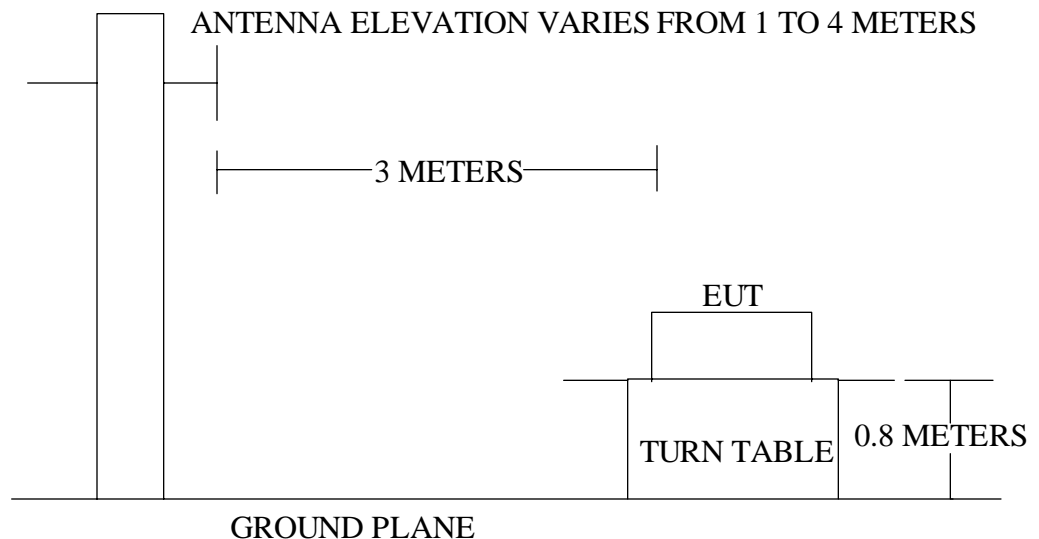 ANTENNA ELEVATION VARIES FROM 1 TO 4 METERS
3 METERS
EUT
0.8 METERS
TURN TABLE
GROUND PLANE